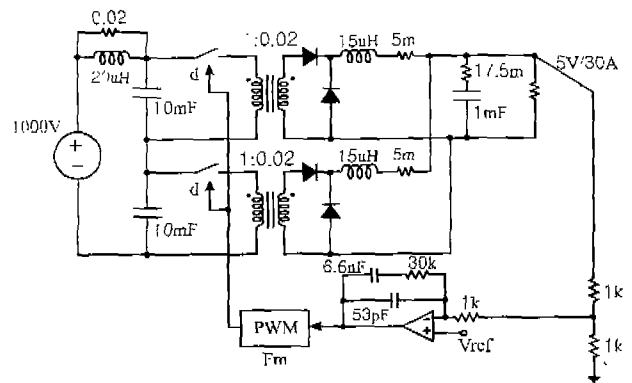 0.02
20uH
10mF
d
1:0.02
15uH
5m
5V/30A
17.5m
1mF
1000V
+
−
1:0.02
15uH
5m
d
10mF
6.6nF
30k
53pF
1k
1k
PWM
Fm
-
+
Vref
1k